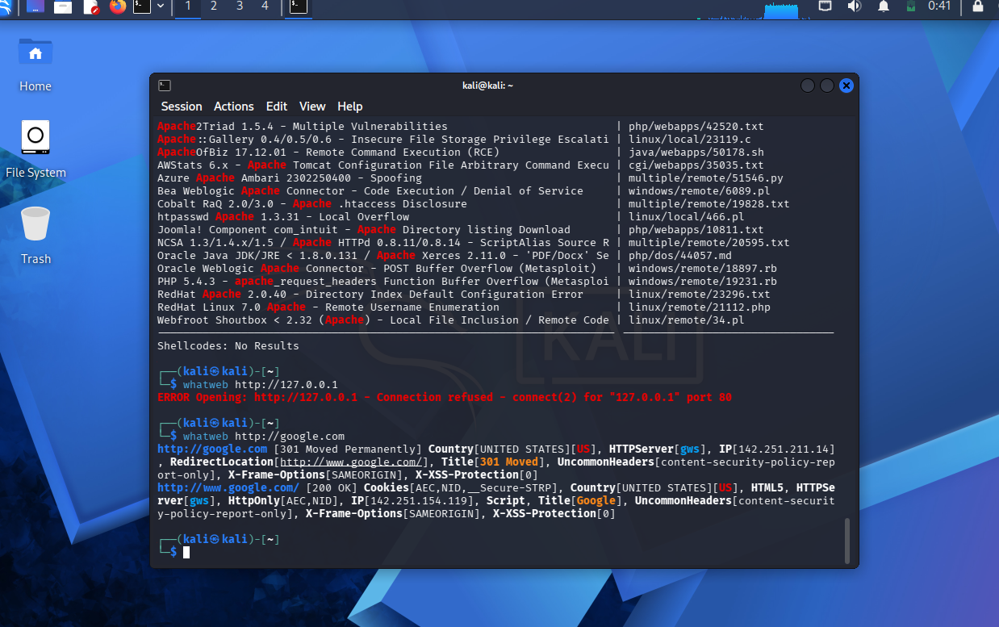 1 2 3 4 0:41
Home
File System
Trash
kali@kali: ~
Session Actions Edit View Help
Apache2Triad 1.5.4 - Multiple Vulnerabilities | php/webapps/42520.txt
Apache::Gallery 0.4/0.5/0.6 - Insecure File Storage Privilege Escalati | linux/local/23119.c
ApacheOfBiz 17.12.01 - Remote Command Execution (RCE) | java/webapps/50178.sh
AWStats 6.x - Apache Tomcat Configuration File Arbitrary Command Execu | cgi/webapps/35035.txt
Azure Apache Ambari 2302250400 - Spoofing | multiple/remote/51546.py
Bea Weblogic Apache Connector - Code Execution / Denial of Service | windows/remote/6089.pl
Cobalt RaQ 2.0/3.0 - Apache .htaccess Disclosure | multiple/remote/19828.txt
htpasswd Apache 1.3.31 - Local Overflow | linux/local/466.pl
Joomla! Component com_intuit - Apache Directory listing Download | php/webapps/10811.txt
NCSA 1.3/1.4.x/1.5 / Apache HTTPd 0.8.11/0.8.14 - ScriptAlias Source R | multiple/remote/20595.txt
Oracle Java JDK/JRE < 1.8.0.131 / Apache Xerces 2.11.0 - 'PDF/Docx' Se | php/dos/44057.md
Oracle Weblogic Apache Connector - POST Buffer Overflow (Metasploit) | windows/remote/18897.rb
PHP 5.4.3 - apache_request_headers Function Buffer Overflow (Metasploi | windows/remote/19231.rb
RedHat Apache 2.0.40 - Directory Index Default Configuration Error | linux/remote/23296.txt
RedHat Linux 7.0 Apache - Remote Username Enumeration | linux/remote/21112.php
Webfroot Shoutbox < 2.32 (Apache) - Local File Inclusion / Remote Code | linux/remote/34.pl
Shellcodes: No Results
┌──(kali㉿kali)-[~]
└─$ whatweb http://127.0.0.1
ERROR Opening: http://127.0.0.1 - Connection refused - connect(2) for "127.0.0.1" port 80
┌──(kali㉿kali)-[~]
└─$ whatweb http://google.com
http://google.com [301 Moved Permanently] Country[UNITED STATES][US], HTTPServer[gws], IP[142.251.211.14]
, RedirectLocation[http://www.google.com/], Title[301 Moved], UncommonHeaders[content-security-policy-rep
ort-only], X-Frame-Options[SAMEORIGIN], X-XSS-Protection[0]
http://www.google.com/ [200 OK] Cookies[AEC,NID,__Secure-STRP], Country[UNITED STATES][US], HTML5, HTTPSe
rver[gws], HttpOnly[AEC,NID], IP[142.251.154.119], Script, Title[Google], UncommonHeaders[content-securit
y-policy-report-only], X-Frame-Options[SAMEORIGIN], X-XSS-Protection[0]
┌──(kali㉿kali)-[~]
└─$
KALI